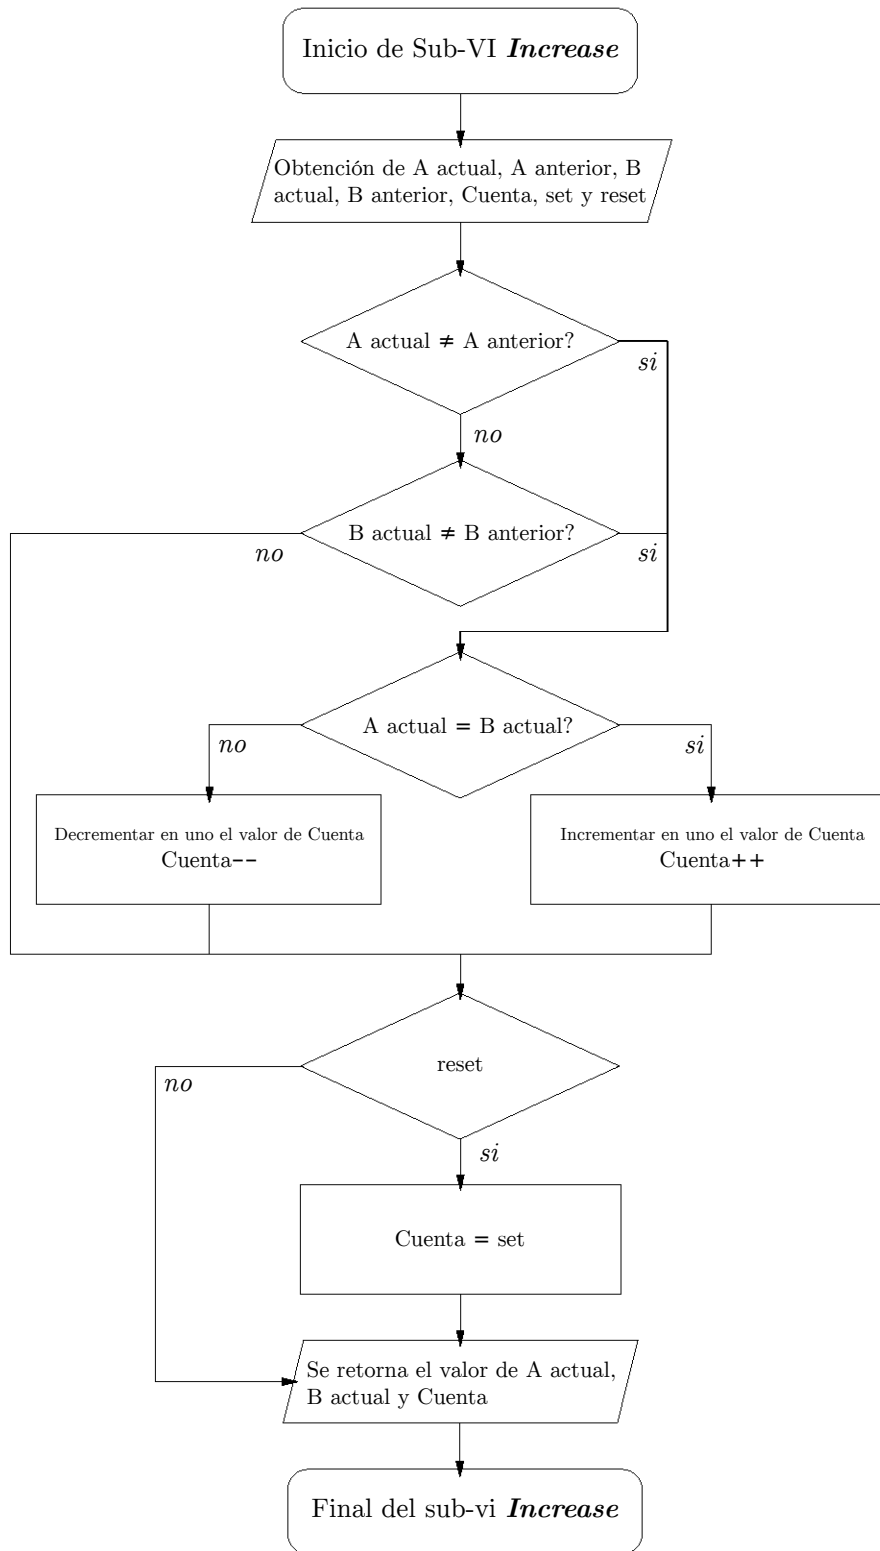 Inicio de Sub-VI Increase
Obtención de A actual, A anterior, B
actual, B anterior, Cuenta, set y reset
A actual ≠ A anterior?
si
no
B actual ≠ B anterior?
no
si
A actual = B actual?
no
si
Decrementar en uno el valor de Cuenta
Cuenta--
Incrementar en uno el valor de Cuenta
Cuenta++
reset
no
si
Cuenta = set
Se retorna el valor de A actual,
B actual y Cuenta
Final del sub-vi Increase